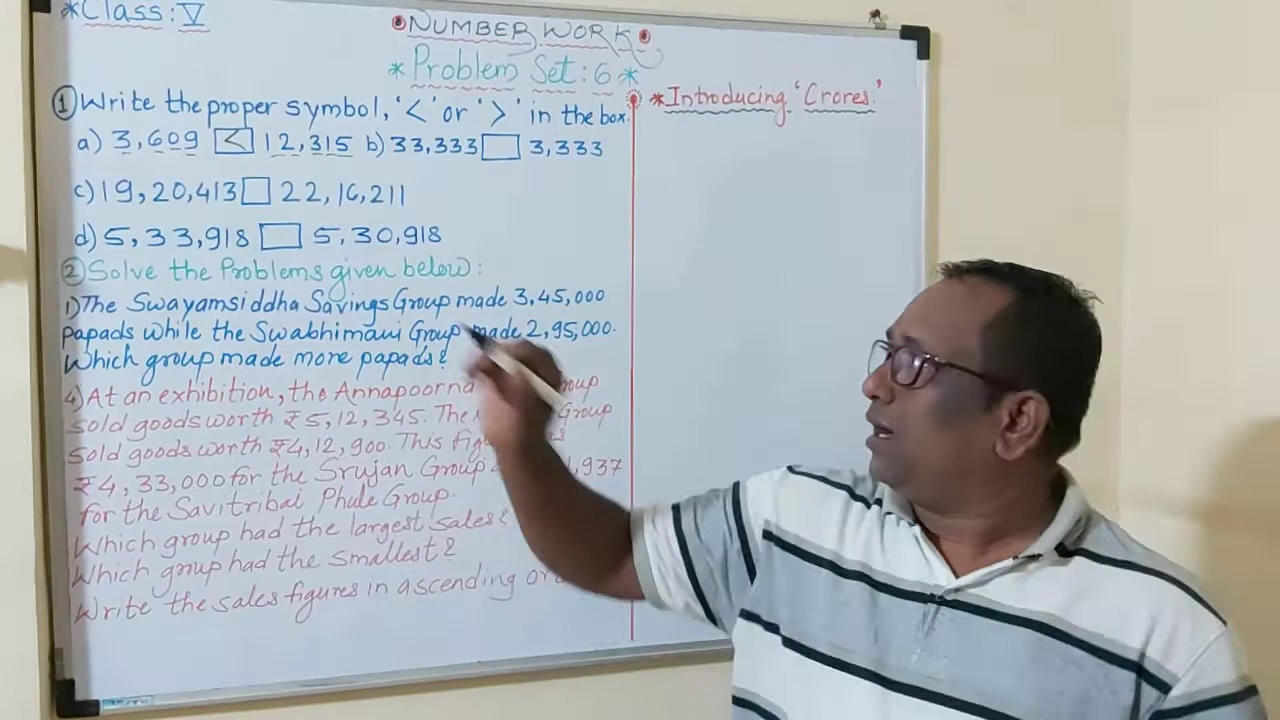 *Class: V
NUMBER WORK
* Problem Set: 6 *
① Write the proper symbol, '<' or '>' in the box.
a) 3,609 < 12,315 b) 33,333 □ 3,333
c) 19,20,413 □ 22,16,211
d) 5,33,918 □ 5,30,918
② Solve the Problems given below:
1) The Swayamsiddha Savings Group made 3,45,000
papads while the Swabhimani Group made 2,95,000.
Which group made more papads?
4) At an exhibition, the Annapoorna
sold goods worth ₹5,12,345. The Group
sold goods worth ₹4,12,900. This
₹4,33,000 for the Srujan Group ,937
for the Savitribai Phule Group.
Which group had the largest sales?
Which group had the smallest?
Write the sales figures in ascending
* Introducing 'Crores.'